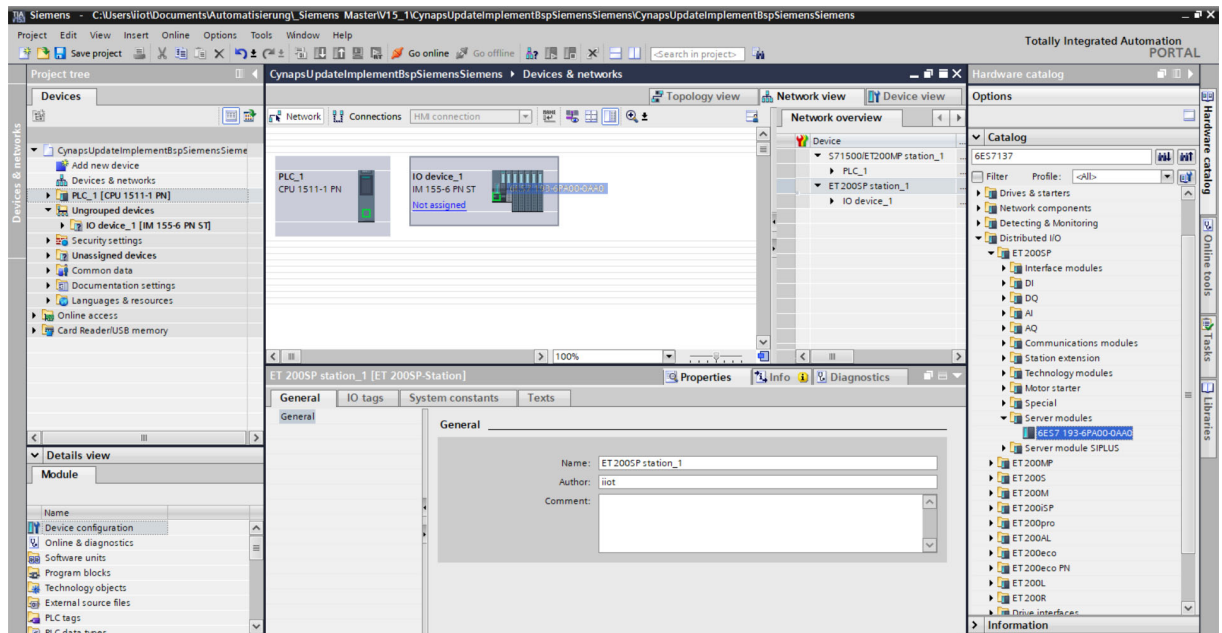 Siemens - C:\Users\iiot\Documents\Automatisierung\_Siemens Master\V15_1\CynapsUpdateImplementBspSiemensSiemens\CynapsUpdateImplementBspSiemensSiemens
Project Edit View Insert Online Options Tools Window Help
Totally Integrated Automation
PORTAL
Save project Go online Go offline <Search in project>
Project tree
Devices
Devices & networks
CynapsUpdateImplementBspSiemensSieme
Add new device
Devices & networks
PLC_1 [CPU 1511-1 PN]
Ungrouped devices
IO device_1 [IM 155-6 PN ST]
Security settings
Unassigned devices
Common data
Documentation settings
Languages & resources
Online access
Card Reader/USB memory
Details view
Module
Name
Device configuration
Online & diagnostics
Software units
Program blocks
Technology objects
External source files
PLC tags
PLC data types
CynapsUpdateImplementBspSiemensSiemens Devices & networks
Topology view Network view Device view
Network Connections HMI connection
PLC_1
CPU 1511-1 PN
IO device_1
IM 155-6 PN ST
Not assigned
93-6PA00-0AA0
100%
Network overview
Device
S71500/ET200MP station_1
PLC_1
ET 200SP station_1
IO device_1
ET 200SP station_1 [ET 200SP-Station]
Properties Info Diagnostics
General IO tags System constants Texts
General
General
Name: ET 200SP station_1
Author: iiot
Comment:
Hardware catalog
Options
Catalog
6ES7137
Filter Profile: <All>
Drives & starters
Network components
Detecting & Monitoring
Distributed I/O
ET 200SP
Interface modules
DI
DQ
AI
AQ
Communications modules
Station extension
Technology modules
Motor starter
Special
Server modules
6ES7 193-6PA00-0AA0
Server module SIPLUS
ET 200MP
ET 200S
ET 200M
ET 200iSP
ET 200pro
ET 200AL
ET 200eco
ET 200eco PN
ET 200L
ET 200R
Drive interfaces
Information
Hardware catalog
Online tools
Tasks
Libraries